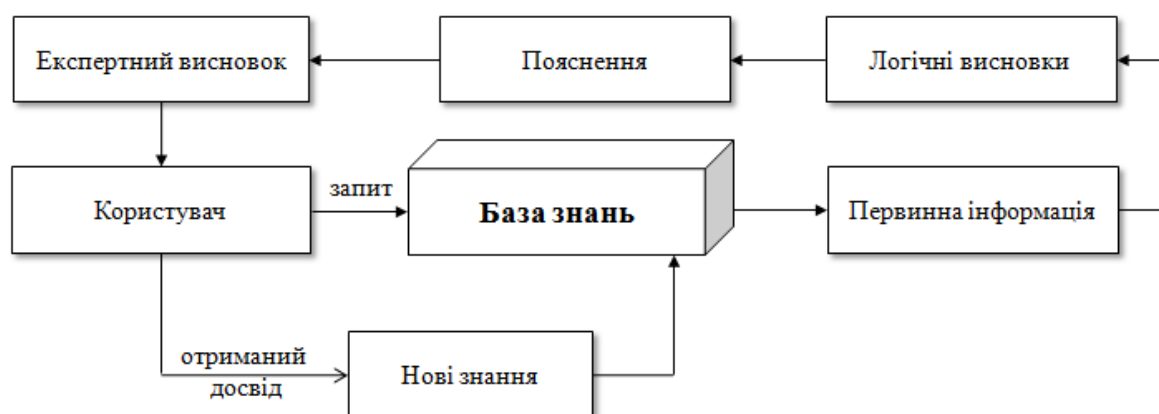 Експертний висновок
Пояснення
Логічні висновки
Користувач
запит
База знань
Первинна інформація
отриманий
досвід
Нові знання